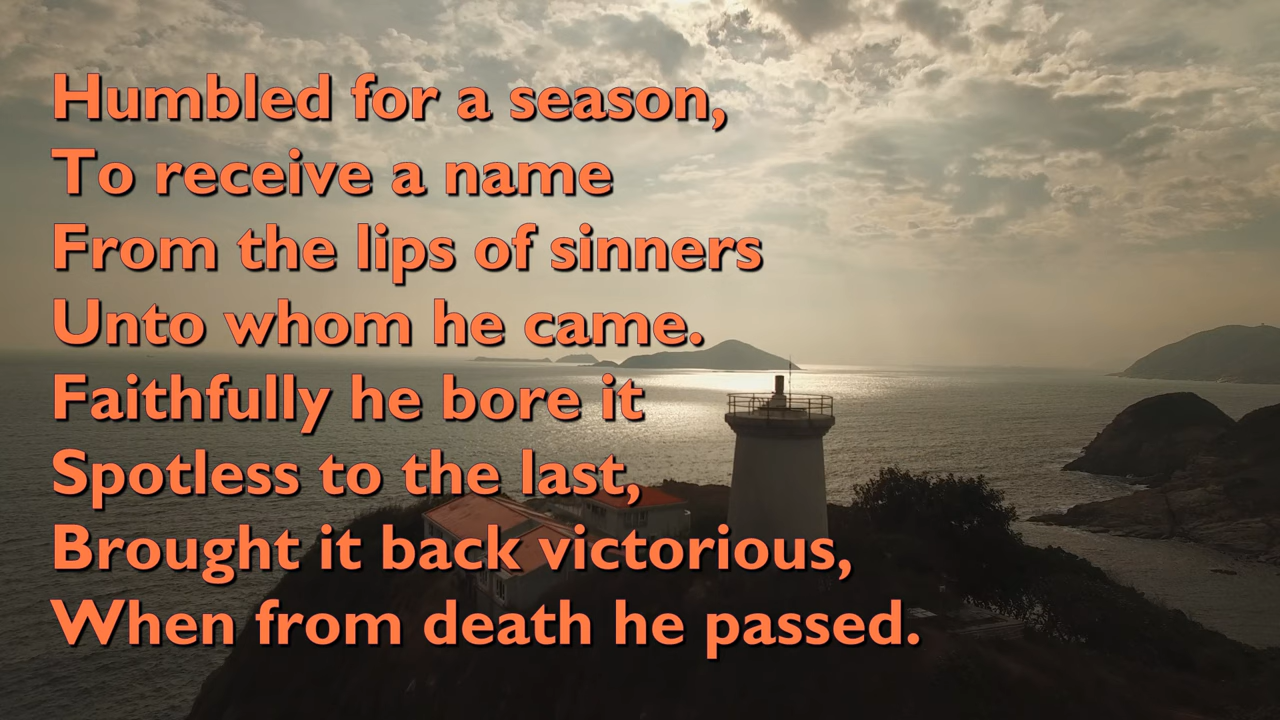 Humbled for a season,
To receive a name
From the lips of sinners
Unto whom he came.
Faithfully he bore it
Spotless to the last,
Brought it back victorious,
When from death he passed.